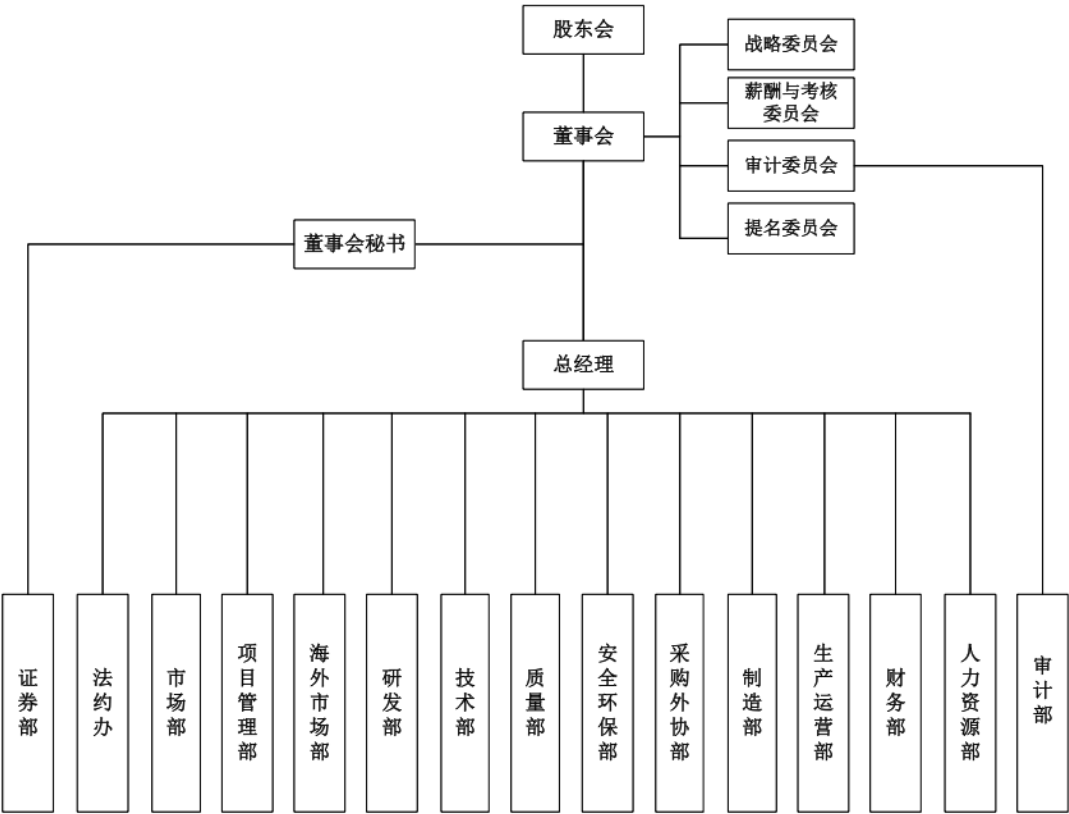 股东会
战略委员会
薪酬与考核
委员会
董事会
审计委员会
提名委员会
董事会秘书
总经理
证券部
法约办
市场部
项目管理部
海外市场部
研发部
技术部
质量部
安全环保部
采购外协部
制造部
生产运营部
财务部
人力资源部
审计部